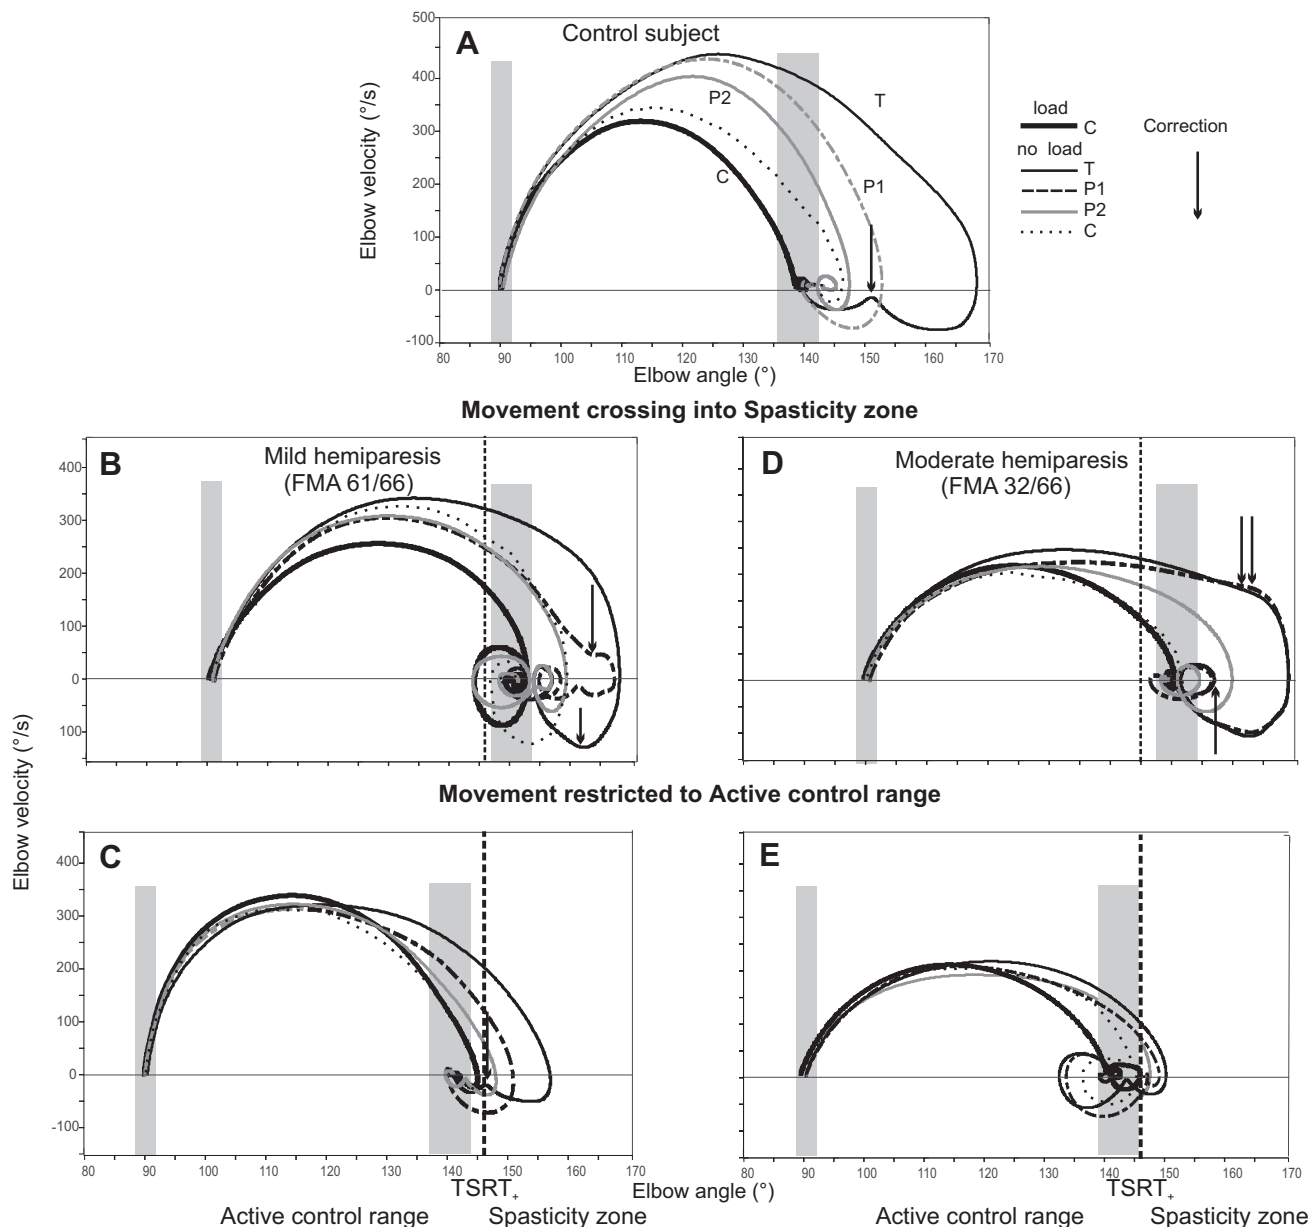 A
Control subject
500
400
300
200
100
0
-100
Elbow velocity (°/s)
P2
T
C
P1
80 90 100 110 120 130 140 150 160 170
Elbow angle (°)
load
C
no load
T
P1
P2
C
Correction
Movement crossing into Spasticity zone
B
Mild hemiparesis
(FMA 61/66)
400
300
200
100
0
100
D
Moderate hemiparesis
(FMA 32/66)
Elbow velocity (°/s)
Movement restricted to Active control range
C
400
300
200
100
0
-100
80 90 100 110 120 130 140 150 160 170
TSRT+
Active control range
Spasticity zone
Elbow angle (°)
E
80 90 100 110 120 130 140 150 160 170
TSRT+
Active control range
Spasticity zone